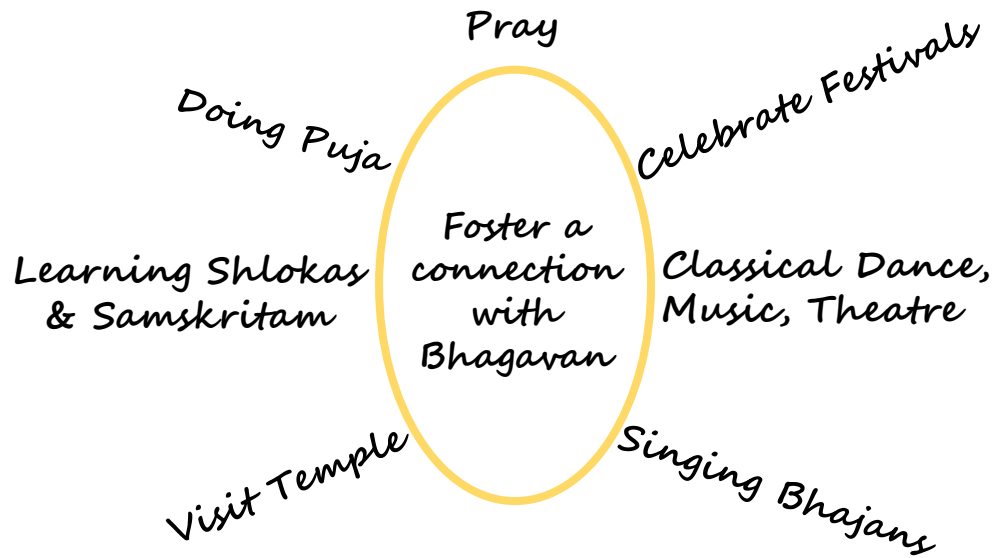 Pray
Celebrate Festivals
Doing Puja
Foster a
connection
with
Bhagavan
Learning Shlokas
& Samskritam
Classical Dance,
Music, Theatre
Visit Temple
Singing Bhajans